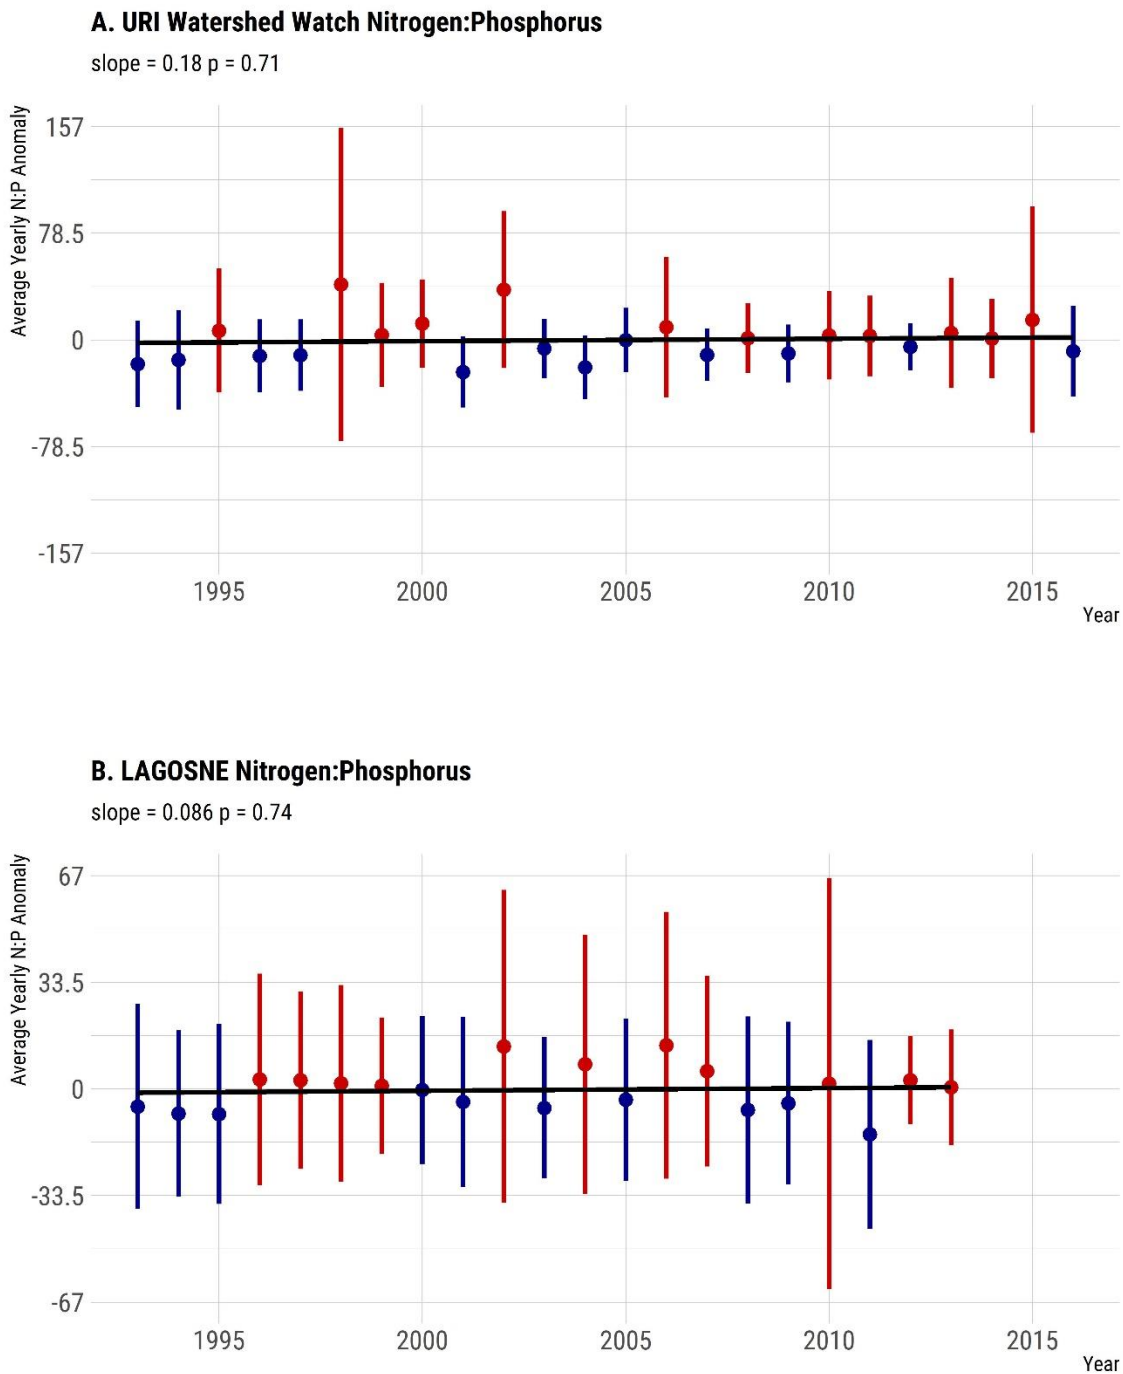 A. URI Watershed Watch Nitrogen:Phosphorus
slope = 0.18 p = 0.71
Average Yearly N:P Anomaly
157
78.5
0
-78.5
-157
1995 2000 2005 2010 2015
Year
B. LAGOSNE Nitrogen:Phosphorus
slope = 0.086 p = 0.74
Average Yearly N:P Anomaly
67
33.5
0
-33.5
-67
1995 2000 2005 2010 2015
Year